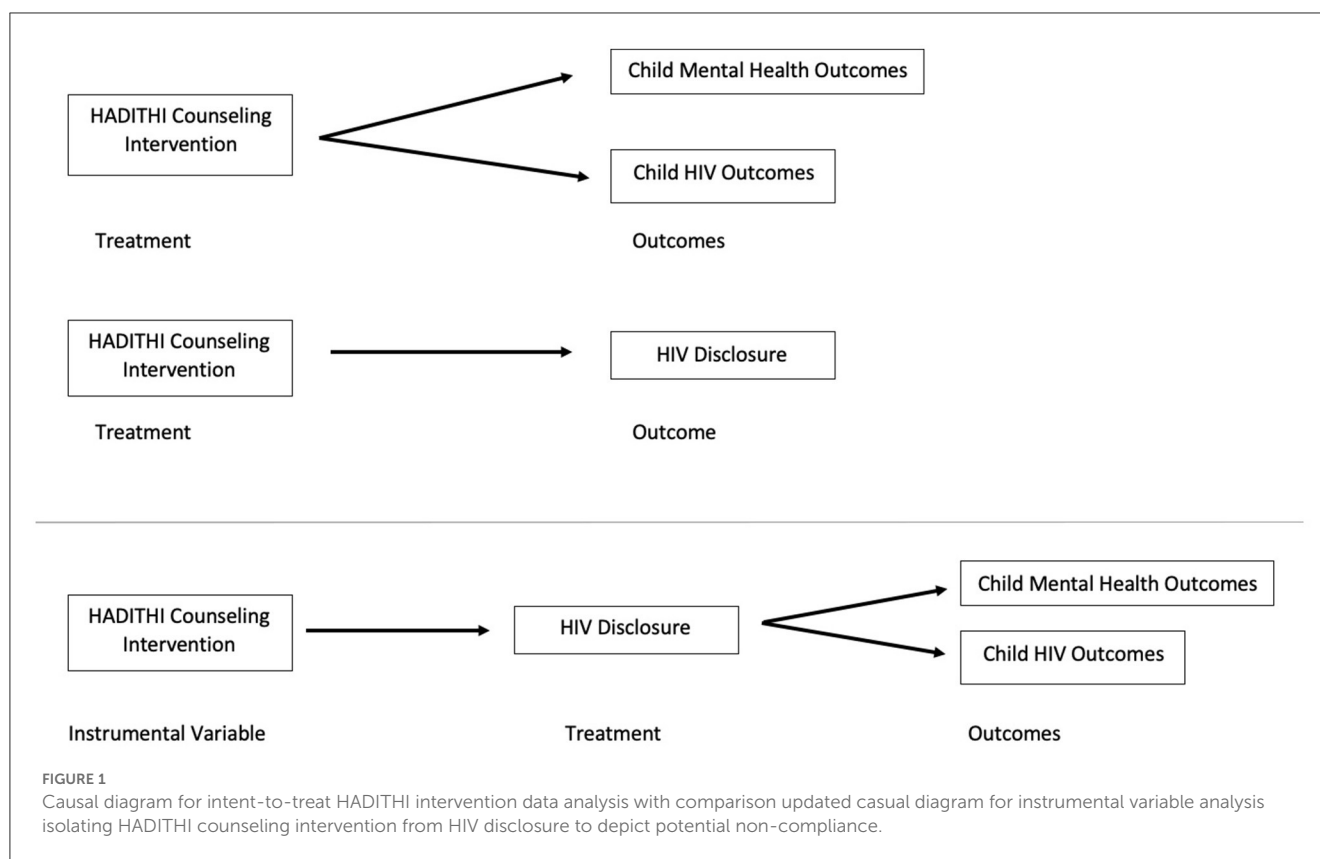 Child Mental Health Outcomes
HADITHI Counseling
Intervention
Child HIV Outcomes
Treatment
Outcomes
HADITHI Counseling
Intervention
HIV Disclosure
Treatment
Outcome
Child Mental Health Outcomes
HADITHI Counseling
Intervention
HIV Disclosure
Child HIV Outcomes
Instrumental Variable
Treatment
Outcomes
FIGURE 1
Causal diagram for intent-to-treat HADITHI intervention data analysis with comparison updated casual diagram for instrumental variable analysis
isolating HADITHI counseling intervention from HIV disclosure to depict potential non-compliance.